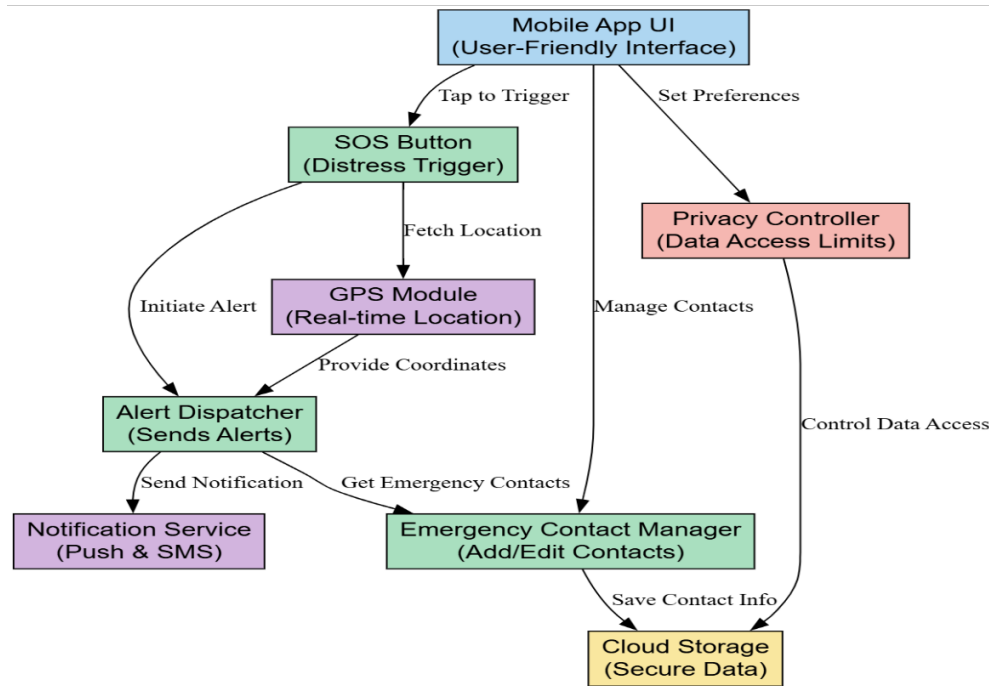 Mobile App UI
(User-Friendly Interface)
Tap to Trigger
Set Preferences
SOS Button
(Distress Trigger)
Privacy Controller
(Data Access Limits)
Fetch Location
GPS Module
(Real-time Location)
Initiate Alert
Manage Contacts
Provide Coordinates
Alert Dispatcher
(Sends Alerts)
Control Data Access
Send Notification
Get Emergency Contacts
Notification Service
(Push & SMS)
Emergency Contact Manager
(Add/Edit Contacts)
Save Contact Info
Cloud Storage
(Secure Data)